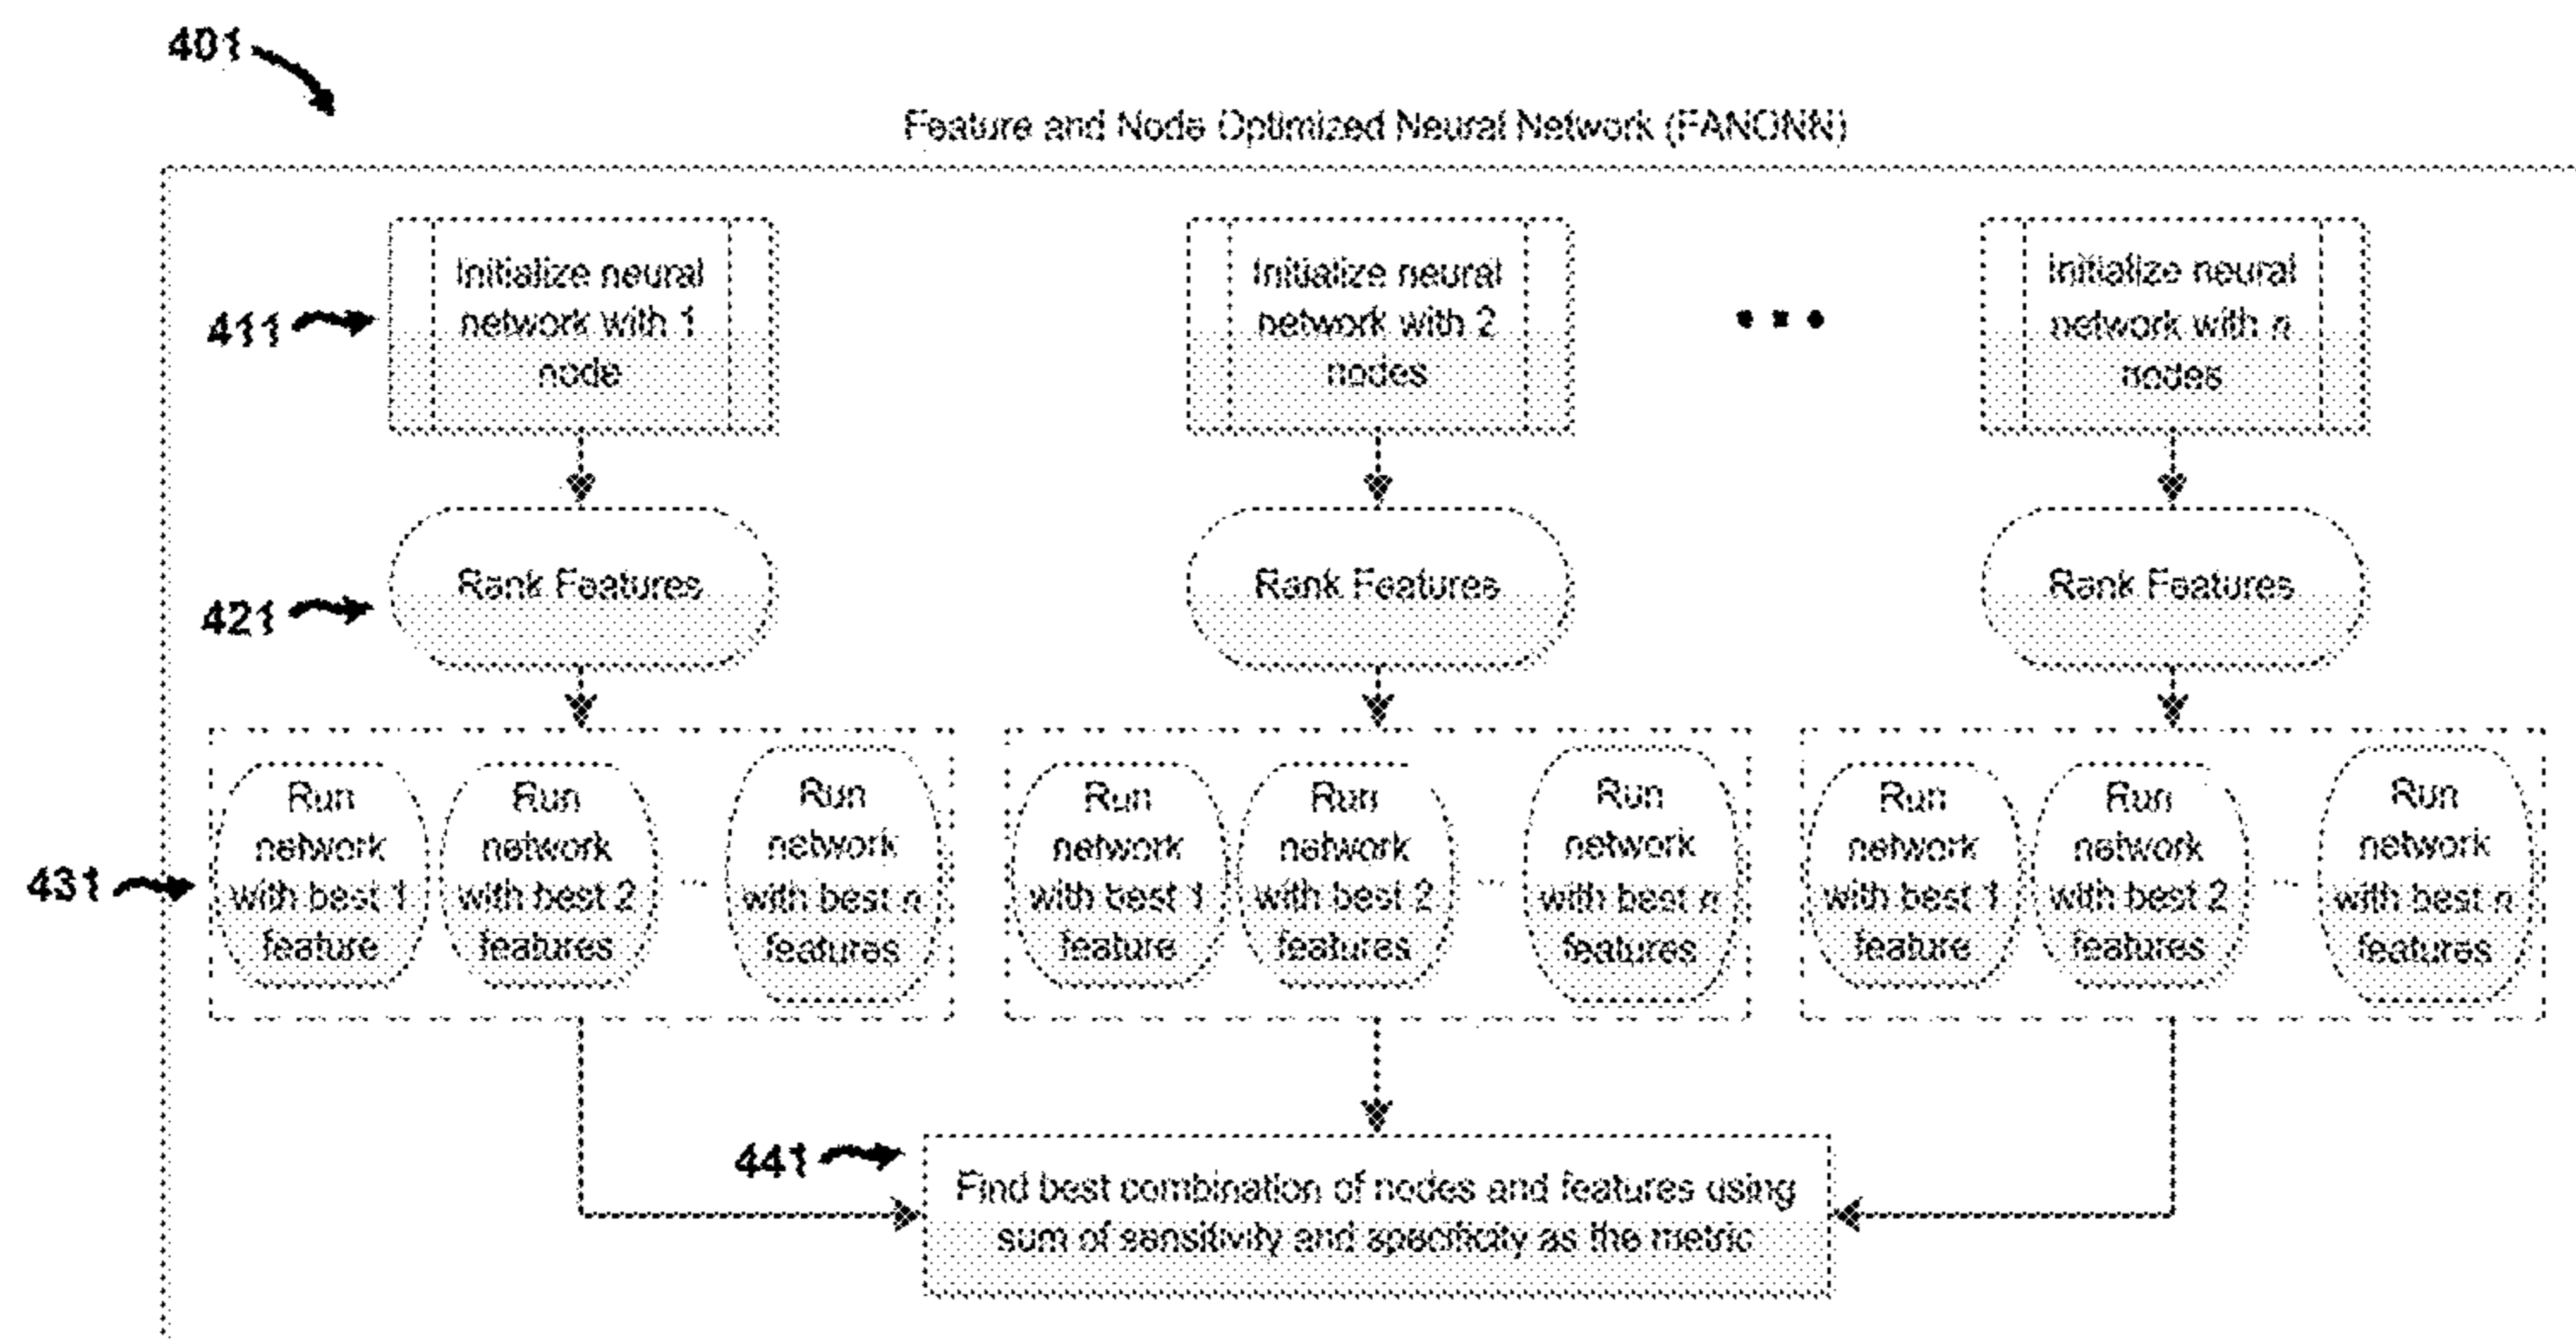 401
Feature and Node Optimized Neural Network (FANONN)
411
Initialize neural
network with 1
node
Initialize neural
network with 2
nodes
• • •
Initialize neural
network with n
nodes
421
Rank Features
Rank Features
Rank Features
431
Run
network
with best 1
feature
Run
network
with best 2
features
...
Run
network
with best n
features
Run
network
with best 1
feature
Run
network
with best 2
features
...
Run
network
with best n
features
Run
network
with best 1
feature
Run
network
with best 2
features
...
Run
network
with best n
features
441
Find best combination of nodes and features using
sum of sensitivity and specificity as the metric